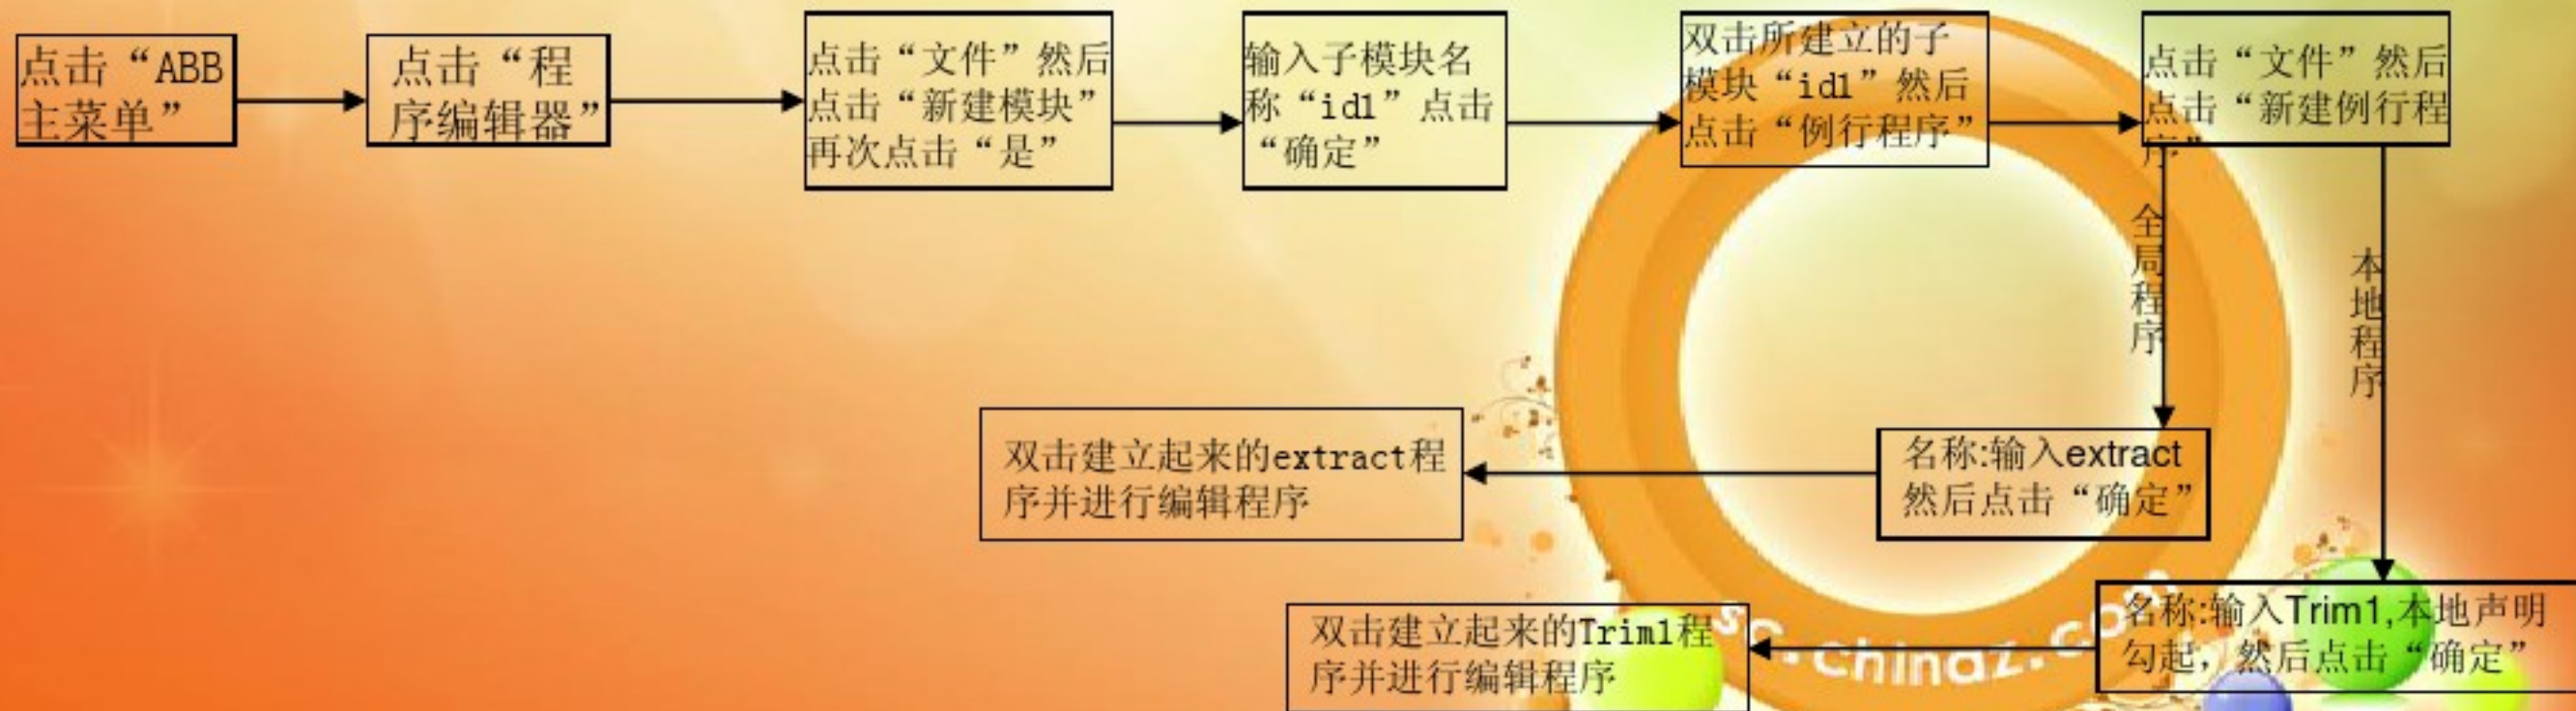 点击“ABB
主菜单”
点击“程
序编辑器”
点击“文件”然后
点击“新建模块”
再次点击“是”
输入子模块名
称“id1”点击
“确定”
双击所建立的子
模块“id1”然后
点击“例行程序”
点击“文件”然后
点击“新建例行程
序”
全局程序
本地程序
双击建立起来的extract程
序并进行编辑程序
名称:输入extract
然后点击“确定”
双击建立起来的Trim1程
序并进行编辑程序
名称:输入Trim1,本地声明
勾起，然后点击“确定”
sc.chinaz.com